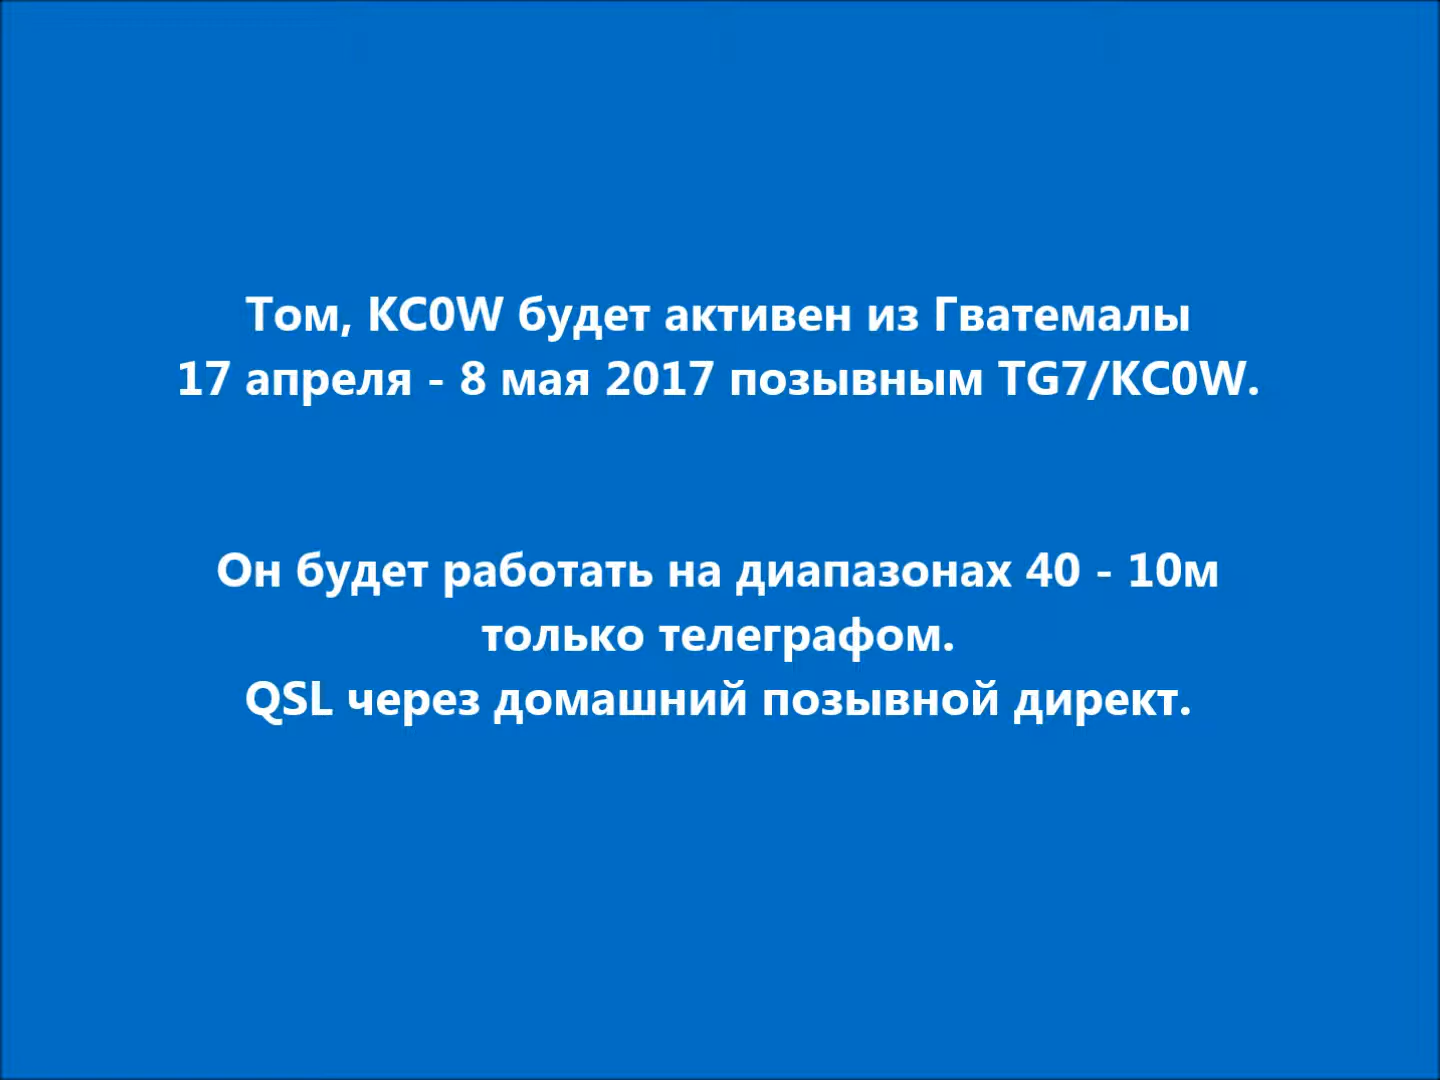 Том, KC0W будет активен из Гватемалы
17 апреля - 8 мая 2017 позывным TG7/KC0W.
Он будет работать на диапазонах 40 - 10м
только телеграфом.
QSL через домашний позывной директ.